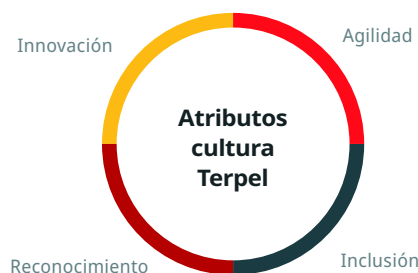 Innovación
Agilidad
Atributos
cultura
Terpel
Reconocimiento
Inclusión